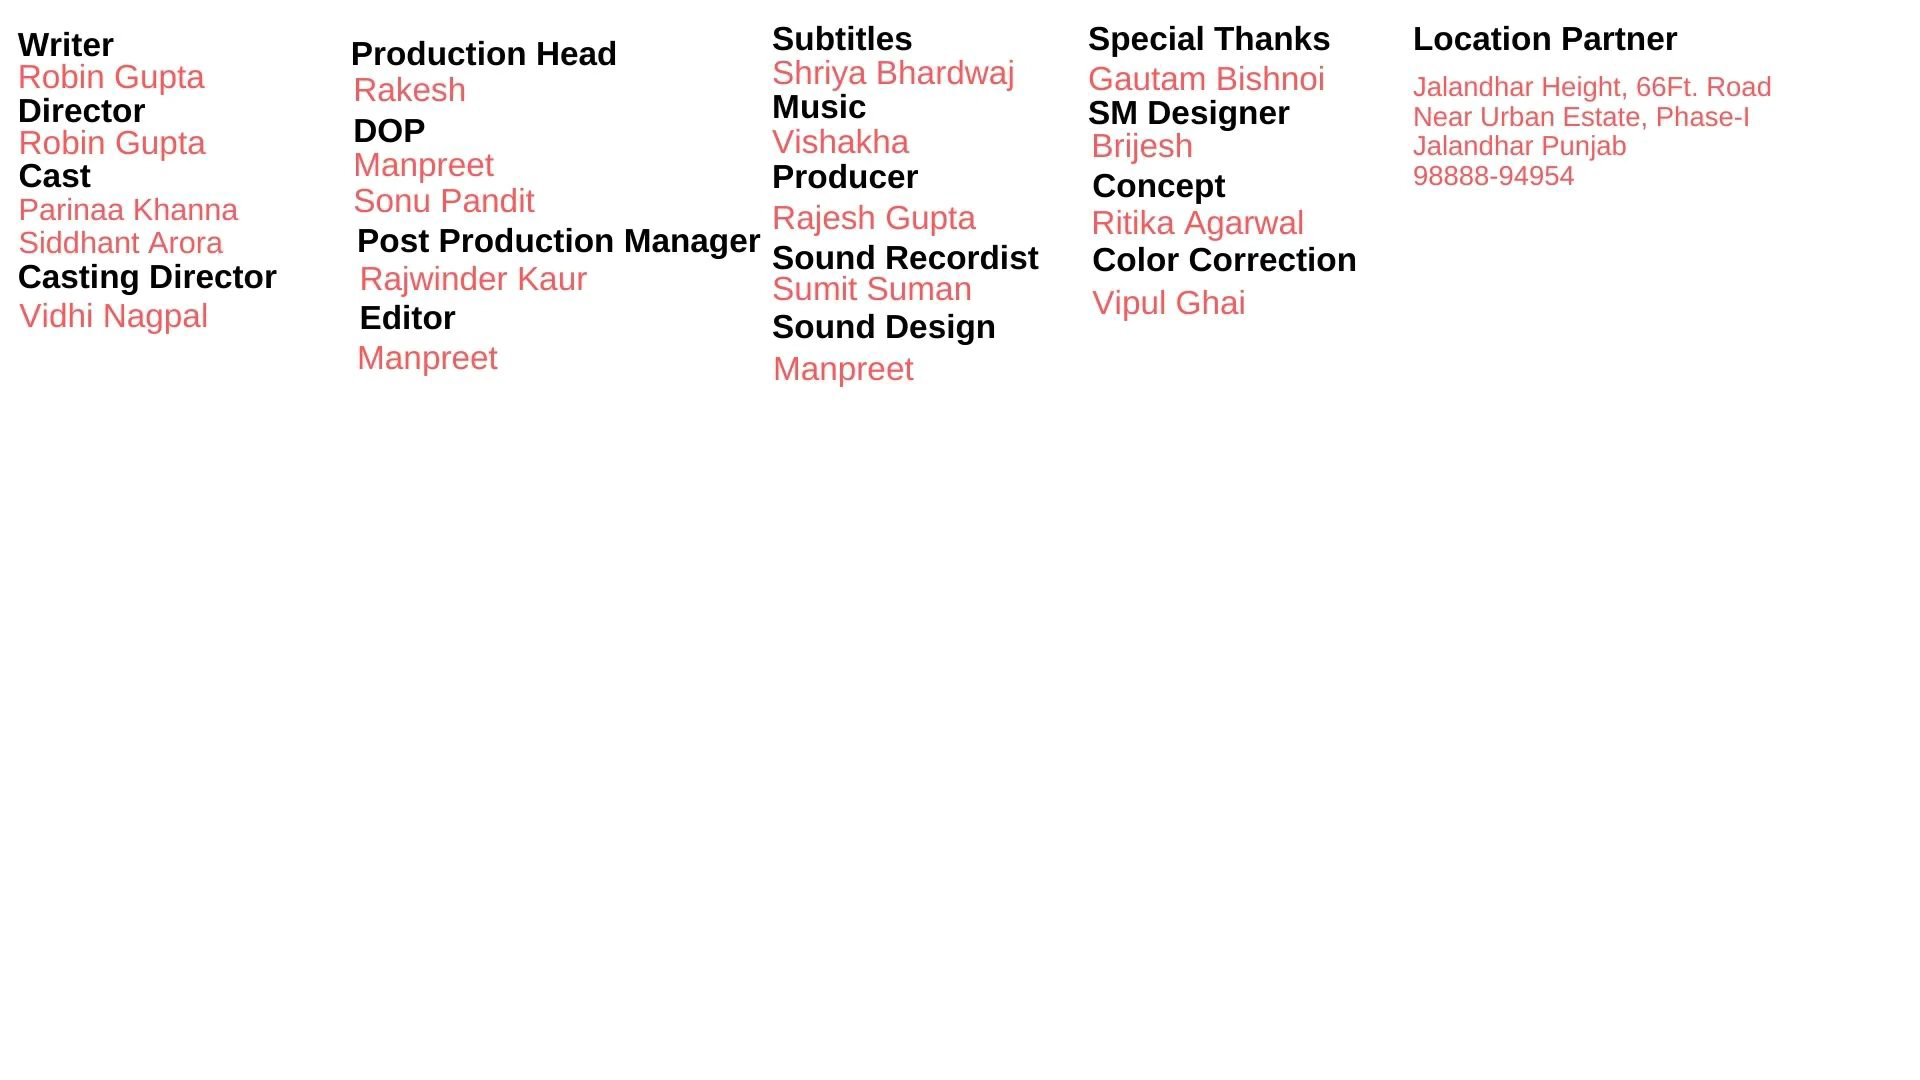 Writer
Robin Gupta
Director
Robin Gupta
Cast
Parinaa Khanna
Siddhant Arora
Casting Director
Vidhi Nagpal
Production Head
Rakesh
DOP
Manpreet
Sonu Pandit
Post Production Manager
Rajwinder Kaur
Editor
Manpreet
Subtitles
Shriya Bhardwaj
Music
Vishakha
Producer
Rajesh Gupta
Sound Recordist
Sumit Suman
Sound Design
Manpreet
Special Thanks
Gautam Bishnoi
SM Designer
Brijesh
Concept
Ritika Agarwal
Color Correction
Vipul Ghai
Location Partner
Jalandhar Height, 66Ft. Road
Near Urban Estate, Phase-I
Jalandhar Punjab
98888-94954